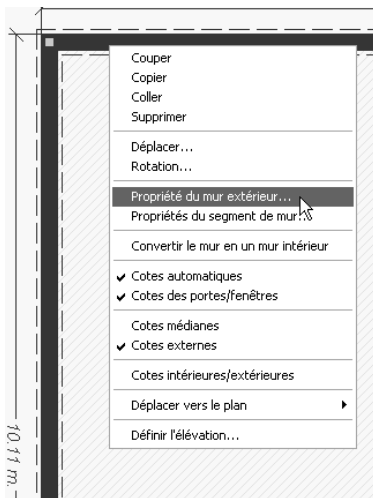 Couper
Copier
Coller
Supprimer
Déplacer...
Rotation...
Propriété du mur extérieur...
Propriétés du segment de mur...
Convertir le mur en un mur intérieur
Cotes automatiques
Cotes des portes/fenêtres
Cotes médianes
Cotes externes
Cotes intérieures/extérieures
Déplacer vers le plan
Définir l'élévation...
10.11 m.